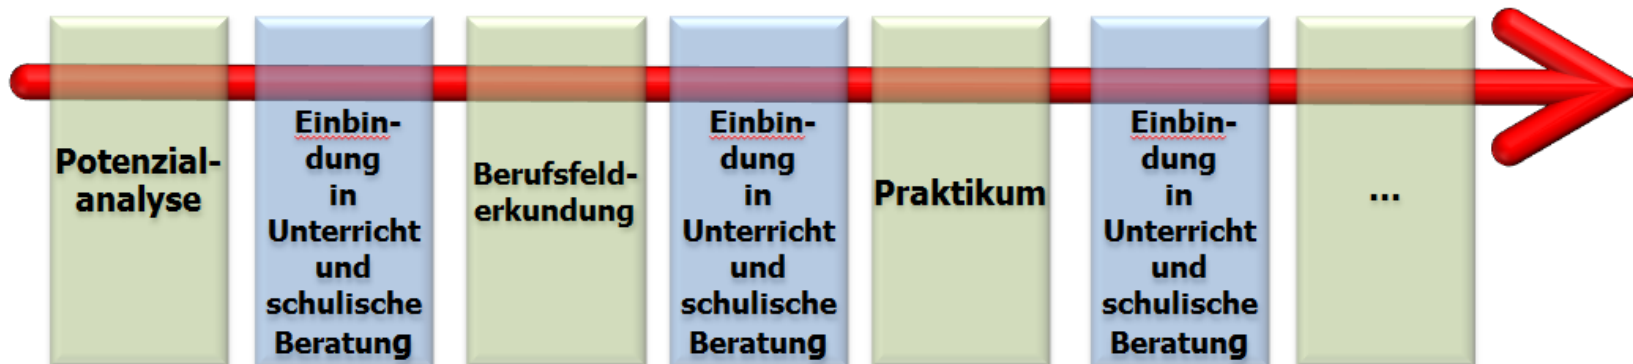 Potenzial-
analyse
Einbin-
dung
in
Unterricht
und
schulische
Beratung
Berufsfeld-
erkundung
Einbin-
dung
in
Unterricht
und
schulische
Beratung
Praktikum
Einbin-
dung
in
Unterricht
und
schulische
Beratung
...